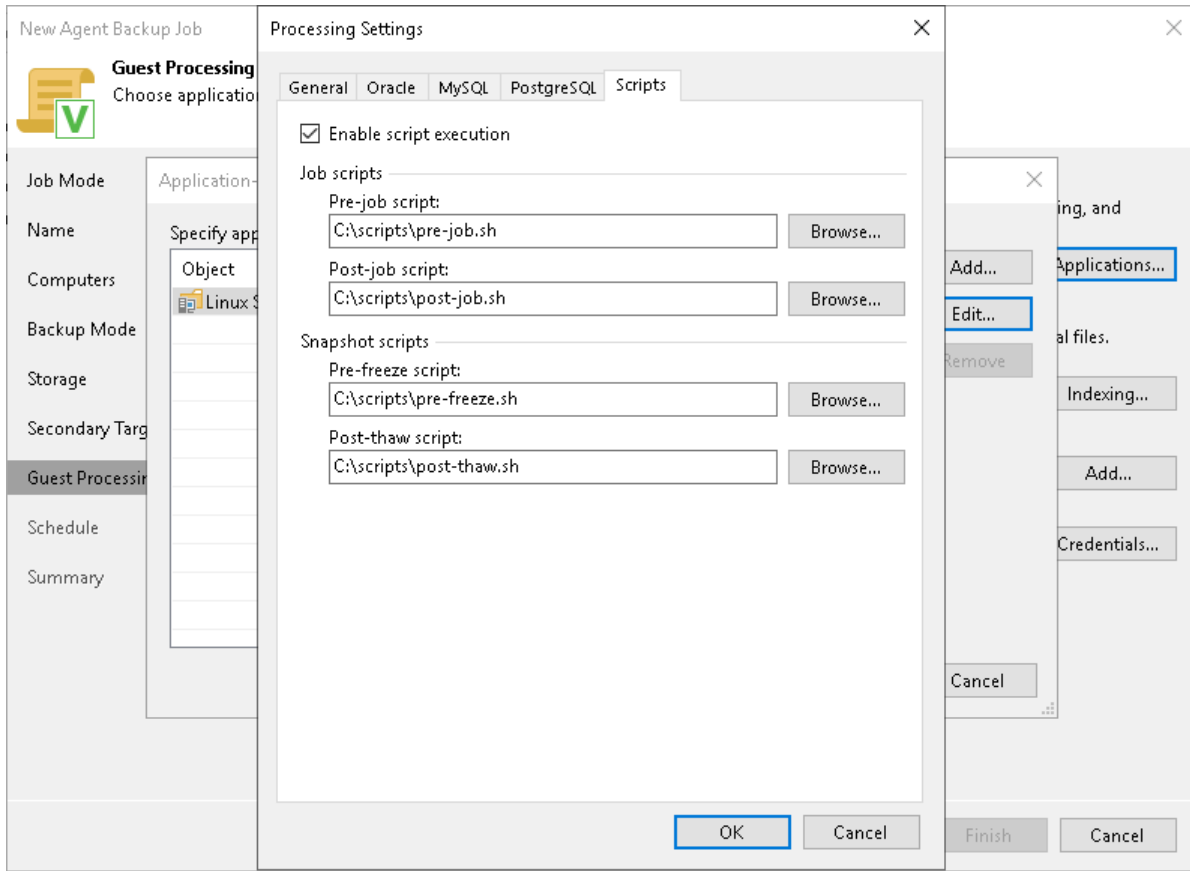 New Agent Backup Job
Processing Settings
Guest Processing
Choose
V
General Oracle MySQL PostgreSQL Scripts
Enable script execution
Job scripts
Pre-job script:
C:\scripts\pre-job.sh Browse...
Post-job script:
C:\scripts\post-job.sh Browse...
Snapshot scripts
Pre-freeze script:
C:\scripts\pre-freeze.sh Browse...
Post-thaw script:
C:\scripts\post-thaw.sh Browse...
OK Cancel
Job Mode
Name
Computers
Backup Mode
Storage
Secondary Targ
Guest Processin
Schedule
Summary
Application-
Specify app
Object
Linux S
Add...
Edit...
Remove
Cancel
ing, and
Applications...
al files.
Indexing...
Add...
Credentials...
Finish Cancel